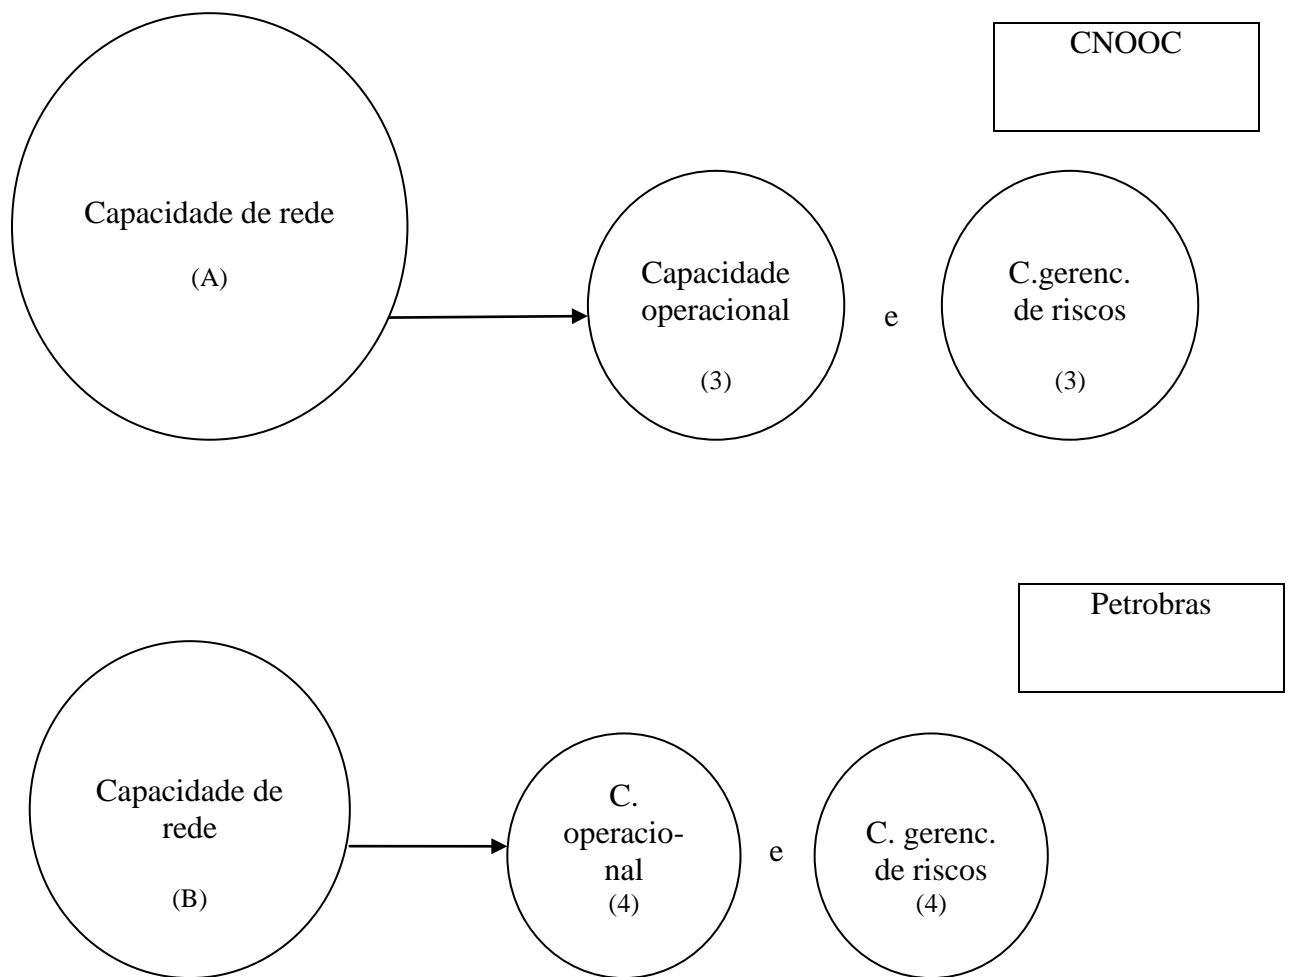 CNOOC
Capacidade de rede
(A)
Capacidade
operacional
(3)
e
C.gerenc.
de riscos
(3)
Petrobras
Capacidade de
rede
(B)
C.
operacio-
nal
(4)
e
C. gerenc.
de riscos
(4)